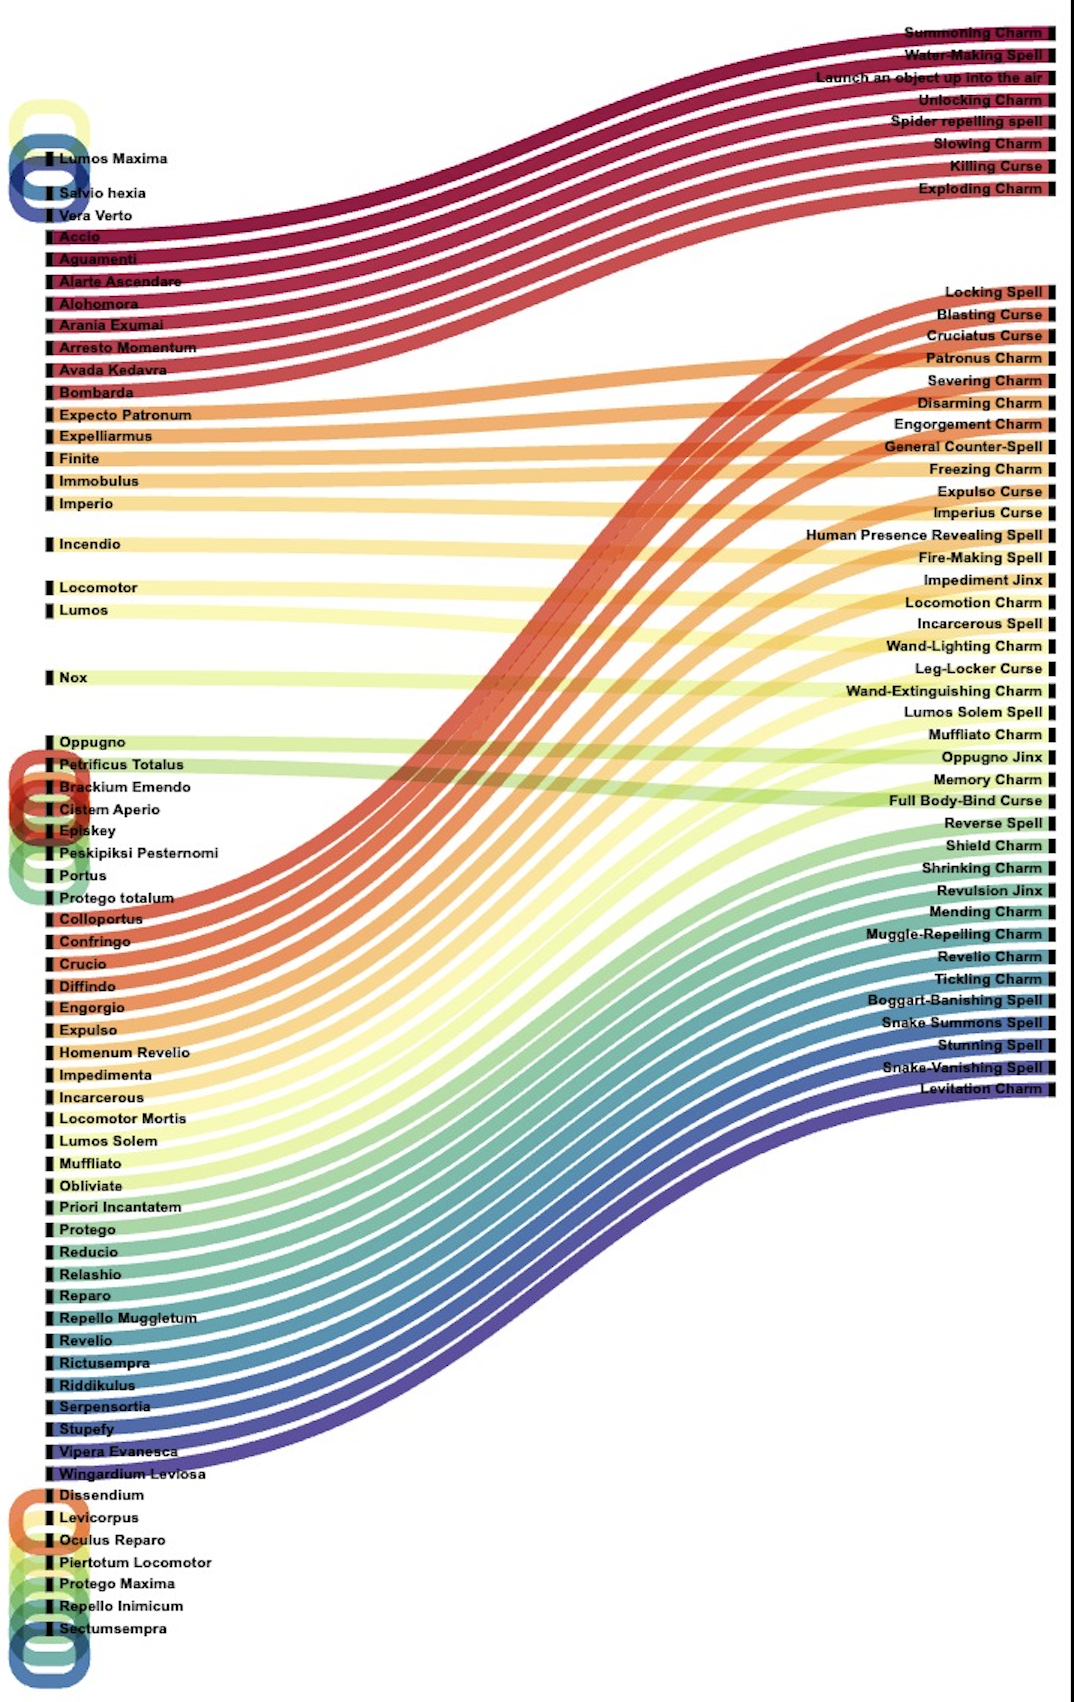 Summoning Charm
Water-Making Spell
Launch an object up into the air
Unlocking Charm
Spider repelling spell
Slowing Charm
Killing Curse
Exploding Charm
Locking Spell
Blasting Curse
Cruciatus Curse
Patronus Charm
Severing Charm
Disarming Charm
Engorgement Charm
General Counter-Spell
Freezing Charm
Expulso Curse
Imperius Curse
Human Presence Revealing Spell
Fire-Making Spell
Impediment Jinx
Locomotion Charm
Incarcerous Spell
Wand-Lighting Charm
Leg-Locker Curse
Wand-Extinguishing Charm
Lumos Solem Spell
Muffliato Charm
Oppugno Jinx
Memory Charm
Full Body-Bind Curse
Reverse Spell
Shield Charm
Shrinking Charm
Revulsion Jinx
Mending Charm
Muggle-Repelling Charm
Revelio Charm
Tickling Charm
Boggart-Banishing Spell
Snake Summons Spell
Stunning Spell
Snake-Vanishing Spell
Levitation Charm
Lumos Maxima
Salvio hexia
Vera Verto
Accio
Aguamenti
Alarte Ascendare
Alohomora
Arania Exumai
Arresto Momentum
Avada Kedavra
Bombarda
Expecto Patronum
Expelliarmus
Finite
Immobulus
Imperio
Incendio
Locomotor
Lumos
Nox
Oppugno
Petrificus Totalus
Brackium Emendo
Cistem Aperio
Episkey
Peskipiksi Pesternomi
Portus
Protego totalum
Colloportus
Confringo
Crucio
Diffindo
Engorgio
Expulso
Homenum Revelio
Impedimenta
Incarcerous
Locomotor Mortis
Lumos Solem
Muffliato
Obliviate
Priori Incantatem
Protego
Reducio
Relashio
Reparo
Repello Muggletum
Revelio
Rictusempra
Riddikulus
Serpensortia
Stupefy
Vipera Evanesca
Wingardium Leviosa
Dissendium
Levicorpus
Oculus Reparo
Piertotum Locomotor
Protego Maxima
Repello Inimicum
Sectumsempra